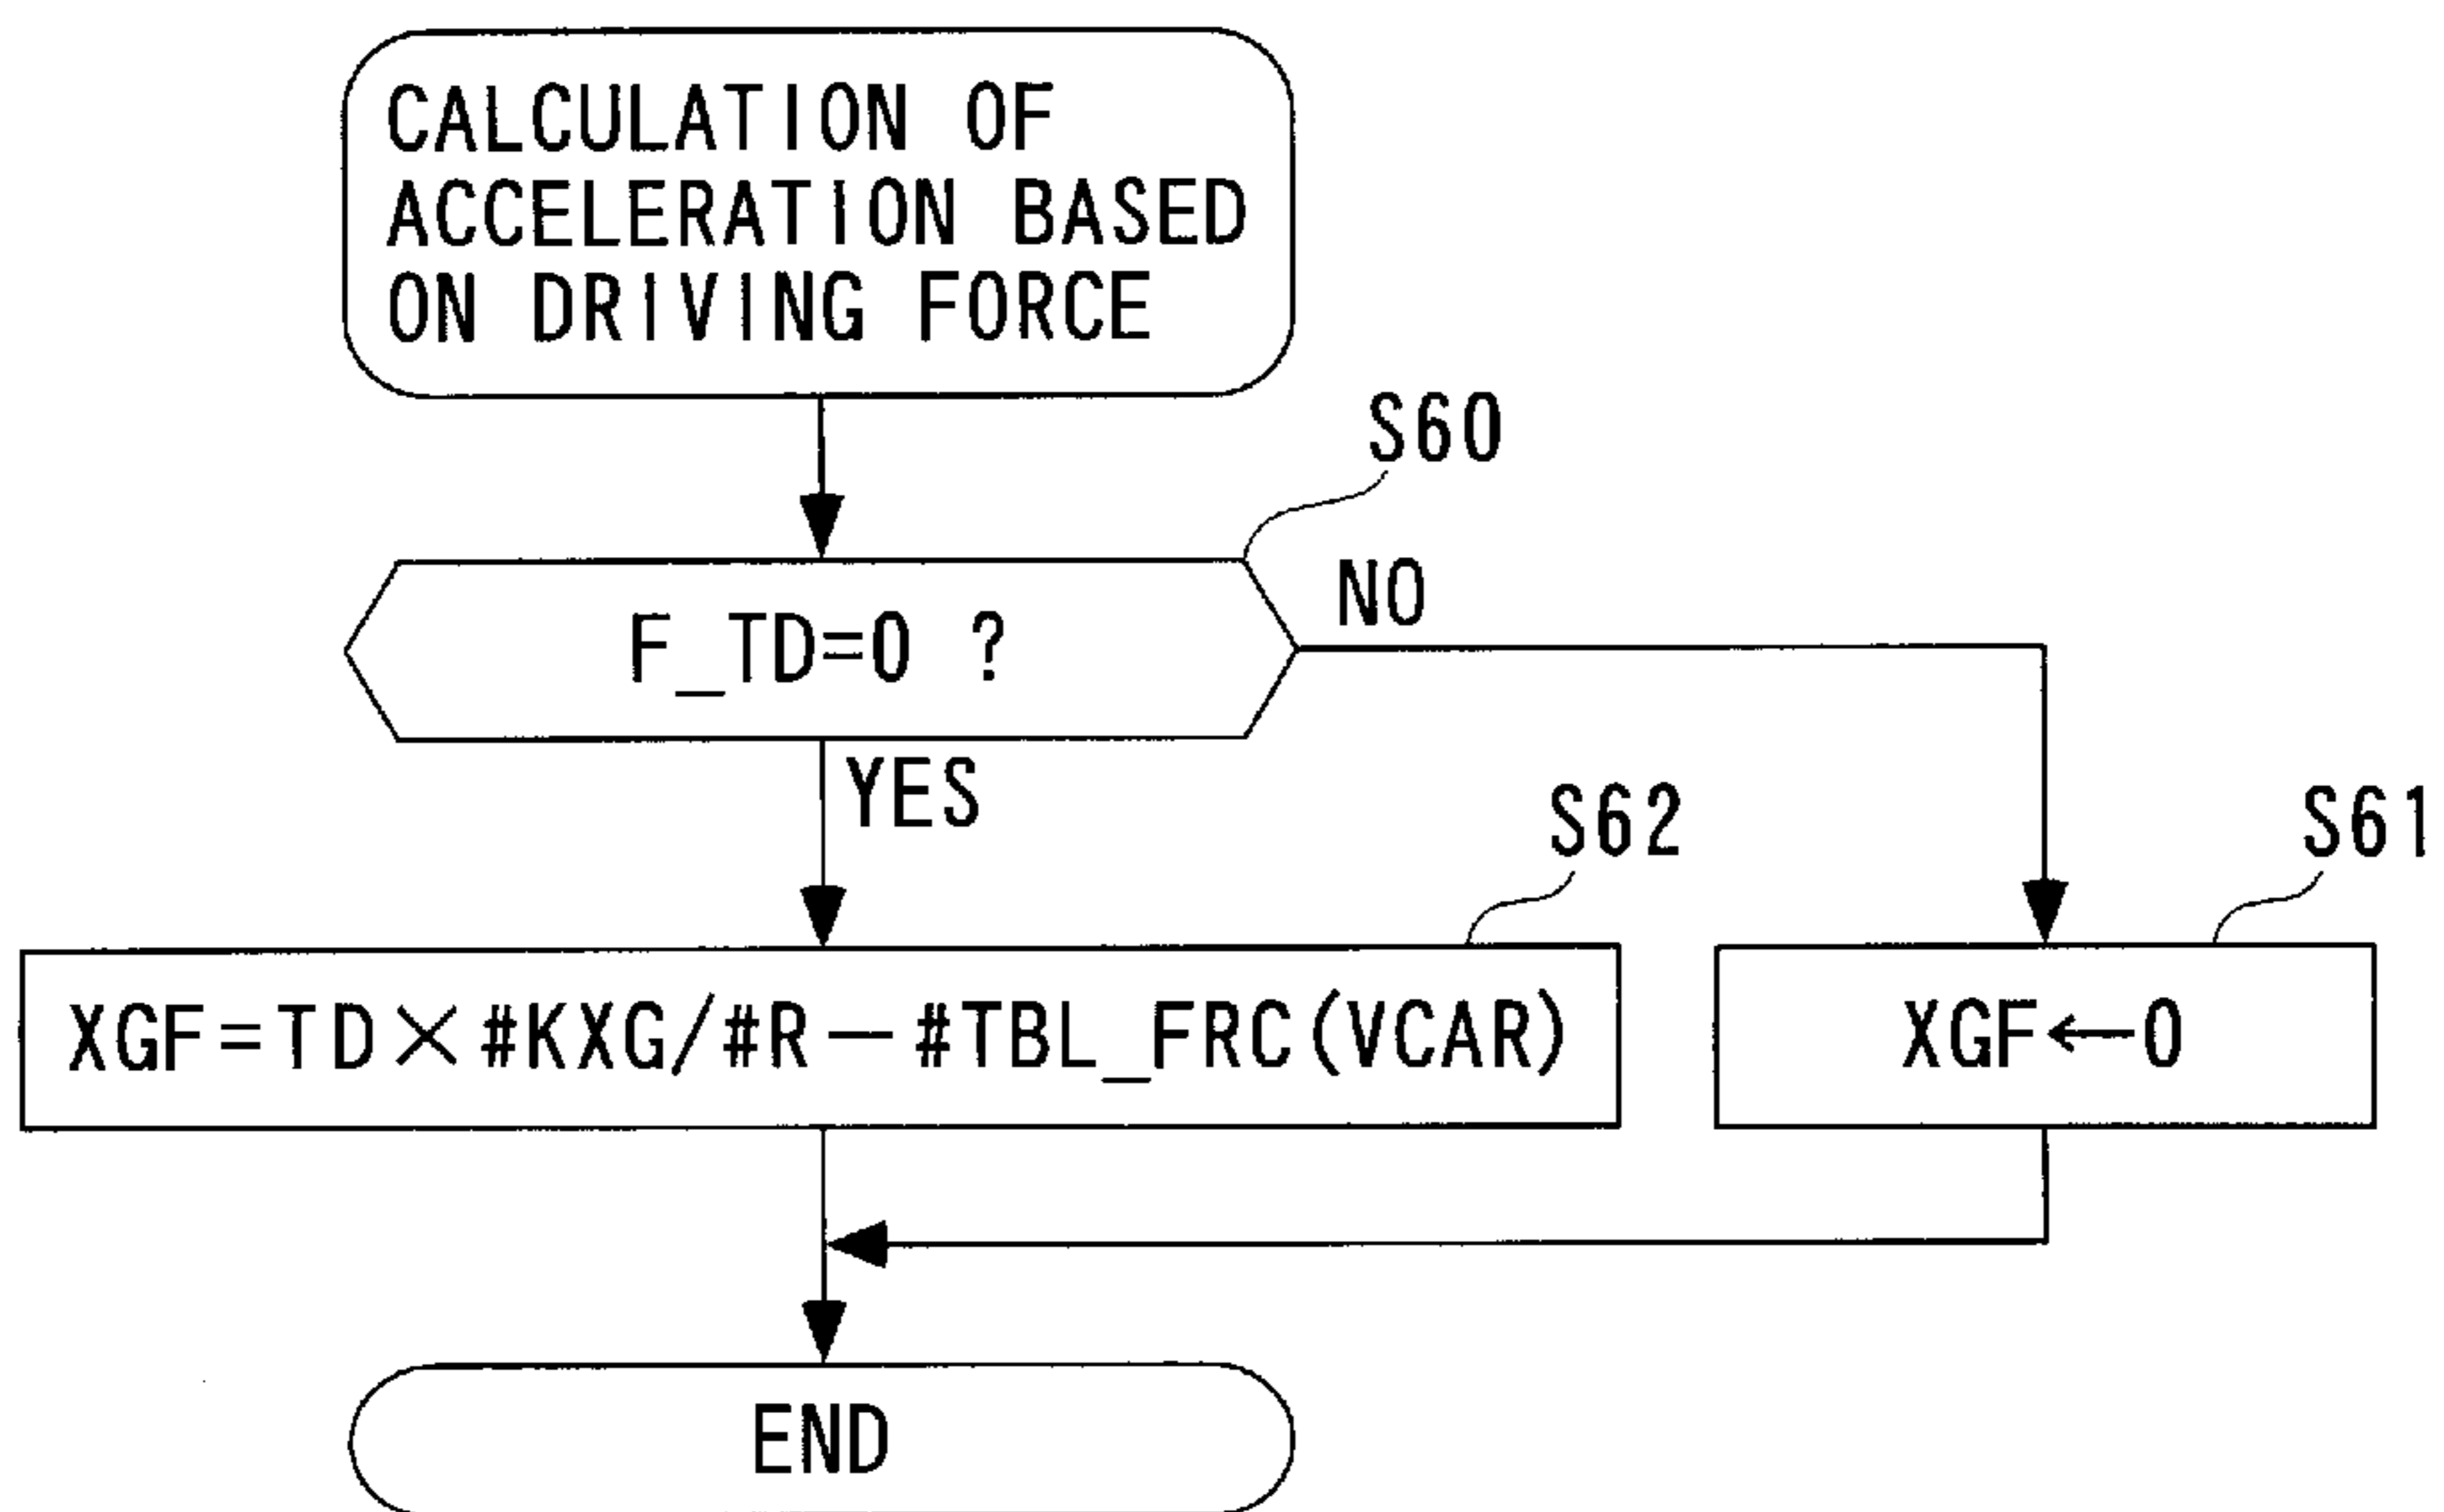 CALCULATION OF
ACCELERATION BASED
ON DRIVING FORCE
S60
F_TD=0 ?
NO
YES
S62
S61
XGF=TD×#KXG/#R−#TBL_FRC(VCAR)
XGF←0
END